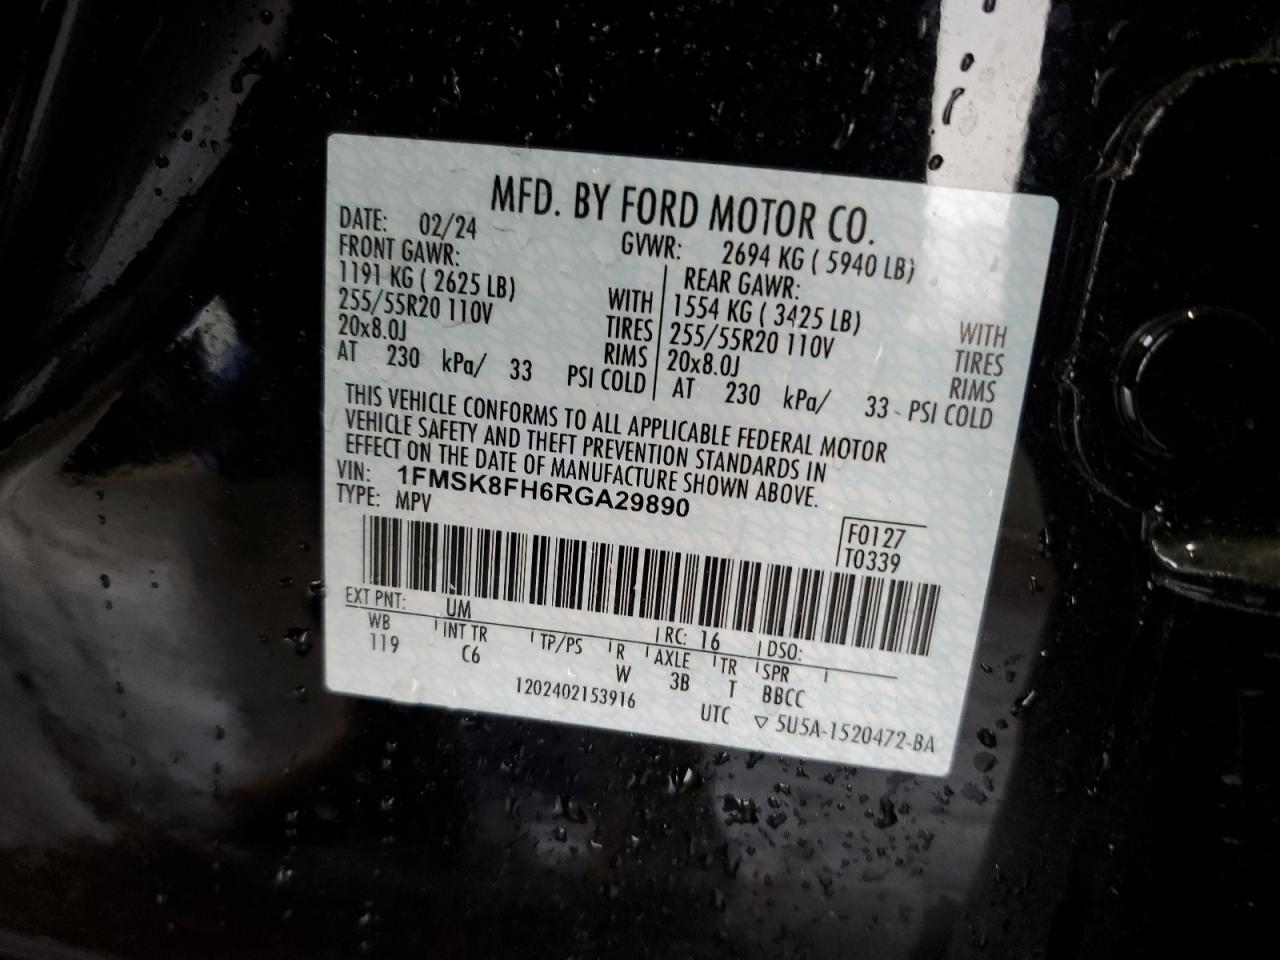 MFD. BY FORD MOTOR CO.
DATE: 02/24 GVWR: 2694 KG ( 5940 LB)
FRONT GAWR: REAR GAWR:
1191 KG ( 2625 LB) WITH 1554 KG ( 3425 LB) WITH
255/55R20 110V TIRES 255/55R20 110V TIRES
20x8.0J RIMS 20x8.0J RIMS
AT 230 kPa/ 33 PSI COLD AT 230 kPa/ 33 PSI COLD
THIS VEHICLE CONFORMS TO ALL APPLICABLE FEDERAL MOTOR
VEHICLE SAFETY AND THEFT PREVENTION STANDARDS IN
EFFECT ON THE DATE OF MANUFACTURE SHOWN ABOVE.
VIN: 1FMSK8FH6RGA29890
TYPE: MPV
F0127
T0339
EXT PNT: UM RC: 16 DSO:
WB INT TR TP/PS R AXLE TR SPR
119 C6 W 3B T BBCC
1202402153916 UTC ▽ 5U5A-1520472-BA